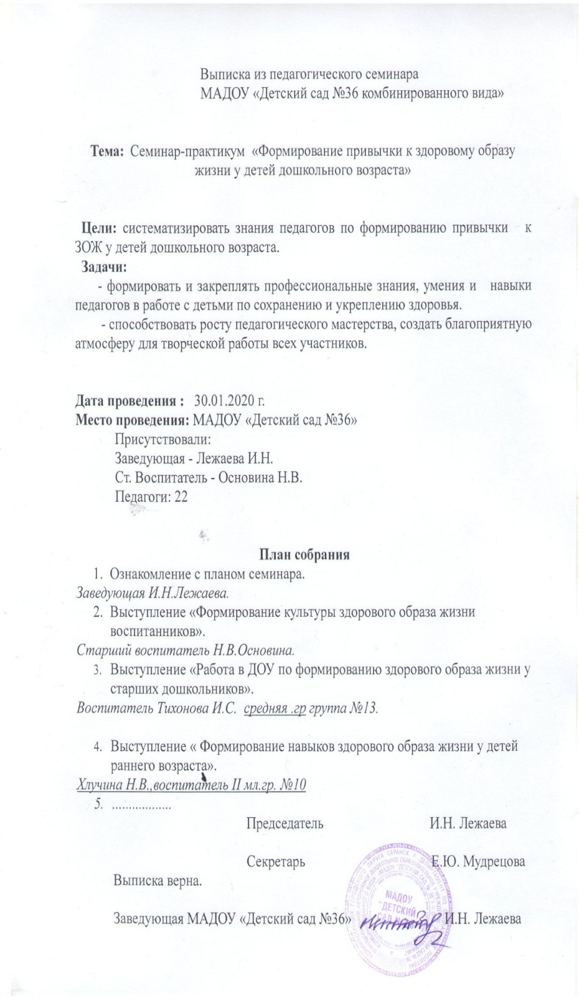 Выписка из педагогического семинара
МАДОУ «Детский сад №36 комбинированного вида»
Тема: Семинар-практикум «Формирование привычки к здоровому образу
жизни у детей дошкольного возраста»
Цели: систематизировать знания педагогов по формированию привычки к
ЗОЖ у детей дошкольного возраста.
Задачи:
- формировать и закреплять профессиональные знания, умения и навыки
педагогов в работе с детьми по сохранению и укреплению здоровья.
- способствовать росту педагогического мастерства, создать благоприятную
атмосферу для творческой работы всех участников.
Дата проведения : 30.01.2020 г.
Место проведения: МАДОУ «Детский сад №36»
Присутствовали:
Заведующая - Лежаева И.Н.
Ст. Воспитатель - Основина Н.В.
Педагоги: 22
План собрания
1. Ознакомление с планом семинара.
Заведующая И.Н.Лежаева.
2. Выступление «Формирование культуры здорового образа жизни
воспитанников».
Старший воспитатель Н.В.Основина.
3. Выступление «Работа в ДОУ по формированию здорового образа жизни у
старших дошкольников».
Воспитатель Тихонова И.С. средняя .гр группа №13.
4. Выступление « Формирование навыков здорового образа жизни у детей
раннего возраста».
Хлучина Н.В.,воспитатель II мл.гр. №10
5. ..................
Председатель И.Н. Лежаева
Секретарь Е.Ю. Мудрецова
Выписка верна.
Заведующая МАДОУ «Детский сад №36» И.Н. Лежаева
МАДОУ
"ДЕТСКИЙ
САД